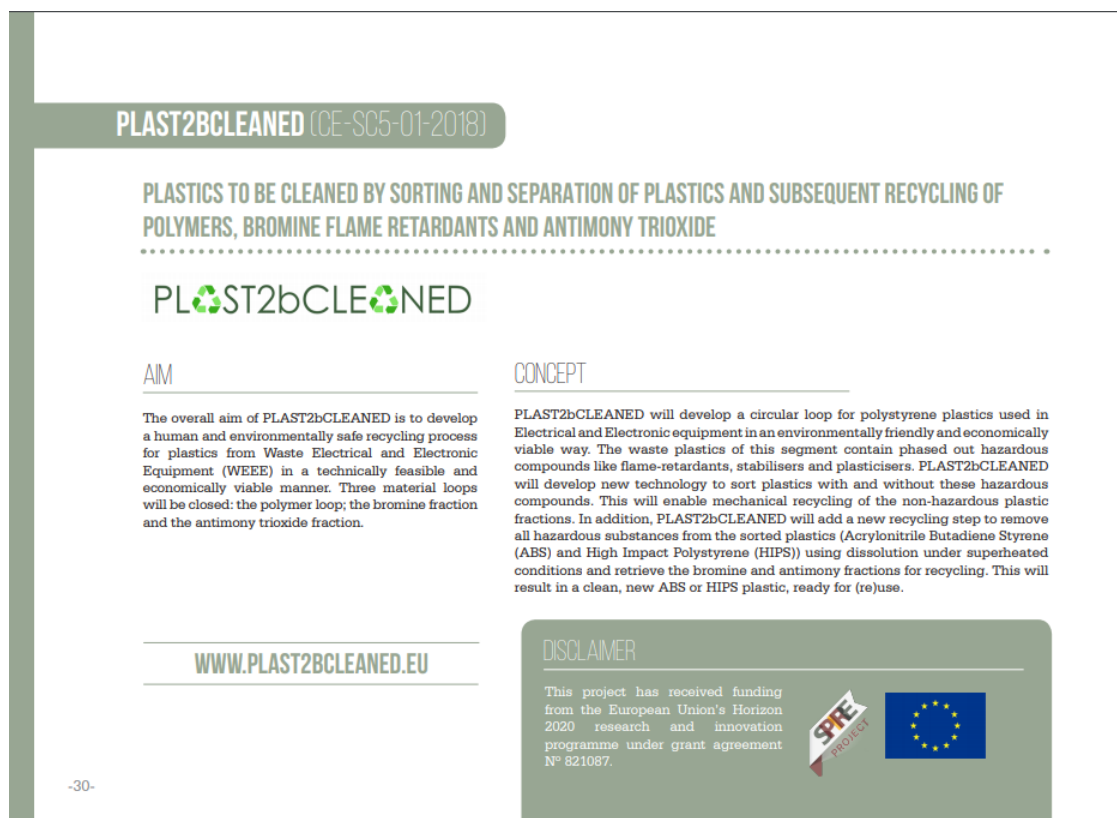 PLAST2BCLEANED (CE-SC5-01-2018)
PLASTICS TO BE CLEANED BY SORTING AND SEPARATION OF PLASTICS AND SUBSEQUENT RECYCLING OF
POLYMERS, BROMINE FLAME RETARDANTS AND ANTIMONY TRIOXIDE
PLAST2bCLEANED
AIM
The overall aim of PLAST2bCLEANED is to develop
a human and environmentally safe recycling process
for plastics from Waste Electrical and Electronic
Equipment (WEEE) in a technically feasible and
economically viable manner. Three material loops
will be closed: the polymer loop; the bromine fraction
and the antimony trioxide fraction.
WWW.PLAST2BCLEANED.EU
CONCEPT
PLAST2bCLEANED will develop a circular loop for polystyrene plastics used in
Electrical and Electronic equipment in an environmentally friendly and economically
viable way. The waste plastics of this segment contain phased out hazardous
compounds like flame-retardants, stabilisers and plasticisers. PLAST2bCLEANED
will develop new technology to sort plastics with and without these hazardous
compounds. This will enable mechanical recycling of the non-hazardous plastic
fractions. In addition, PLAST2bCLEANED will add a new recycling step to remove
all hazardous substances from the sorted plastics (Acrylonitrile Butadiene Styrene
(ABS) and High Impact Polystyrene (HIPS)) using dissolution under superheated
conditions and retrieve the bromine and antimony fractions for recycling. This will
result in a clean, new ABS or HIPS plastic, ready for (re)use.
DISCLAIMER
This project has received funding
from the European Union's Horizon
2020 research and innovation
programme under grant agreement
Nº 821087.
SPIRE
PROJECT
-30-